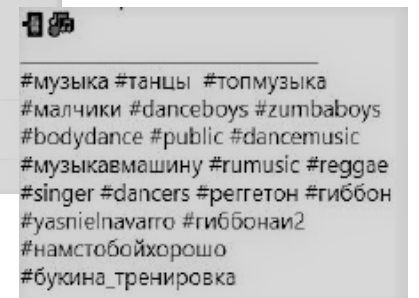 #музыка #танцы #топмузыка
#малчики #danceboys #zumbaboys
#bodydance #public #dancemusic
#музыкавмашину #rumusic #reggae
#singer #dancers #реггетон #гиббон
#yasnielnavarro #гиббонаи2
#намстобойхорошо
#букина_тренировка